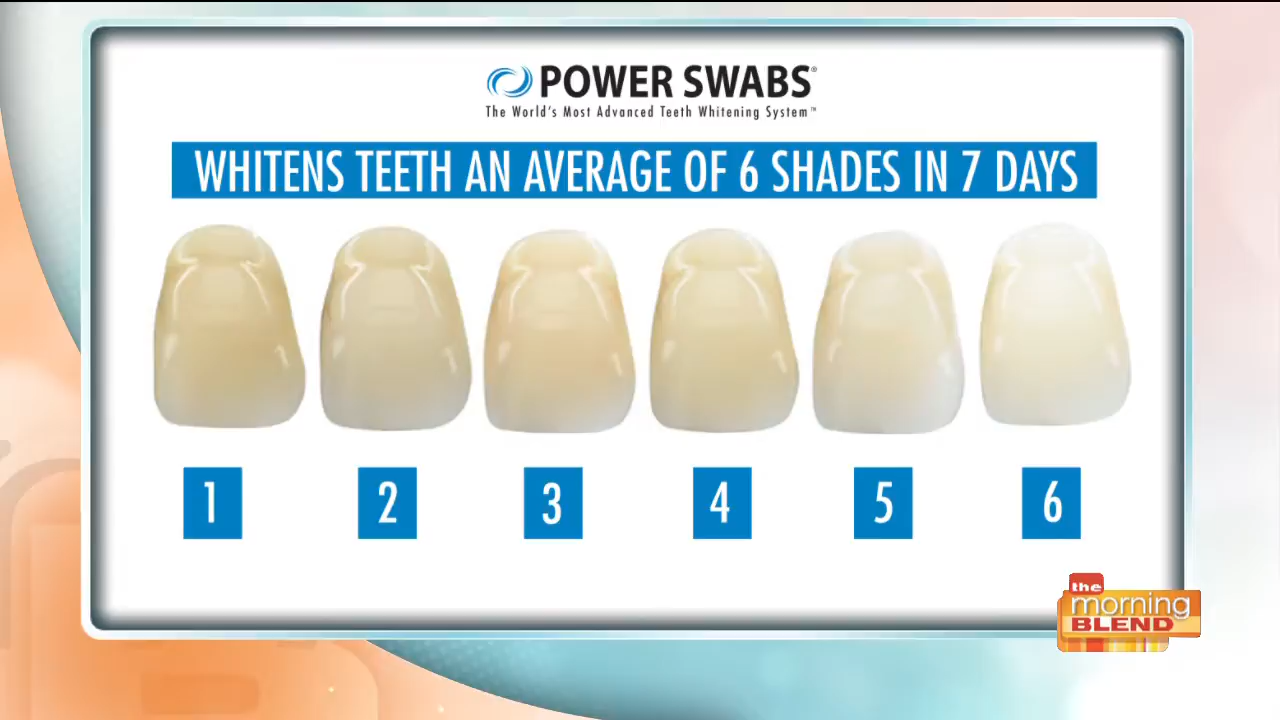 POWER SWABS®
The World's Most Advanced Teeth Whitening System™
WHITENS TEETH AN AVERAGE OF 6 SHADES IN 7 DAYS
1 2 3 4 5 6
the
morning
BLEND